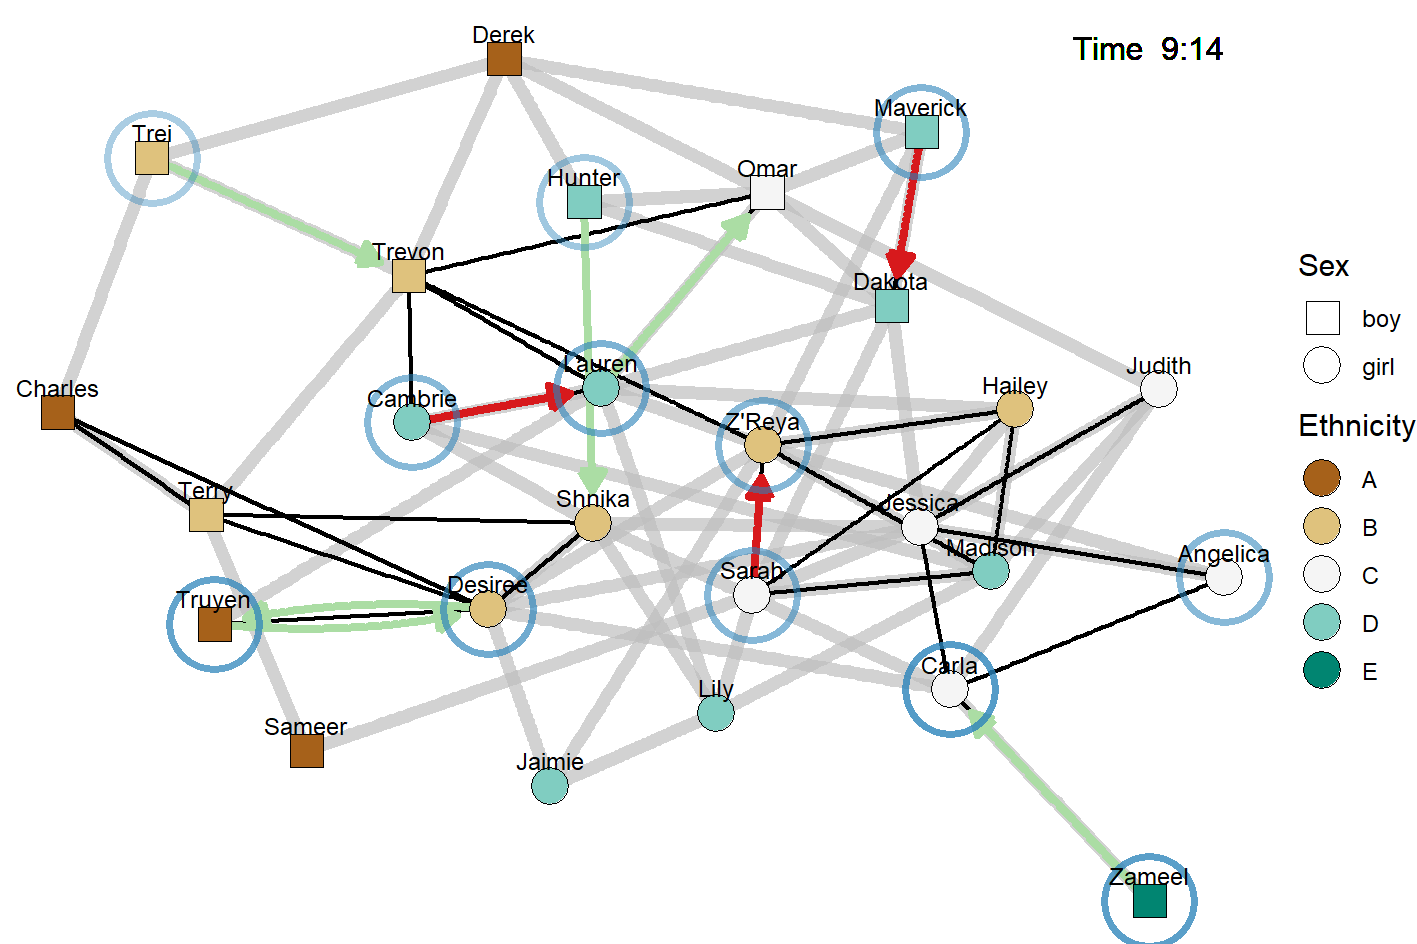 Derek
Time 9:14
Maverick
Trei
Omar
Hunter
Trevon
Dakota
Sex
boy
girl
Lauren
Judith
Charles
Cambrie
Hailey
Z'Reya
Ethnicity
A
B
C
D
E
Terry
Shnika
Jessica
Madison
Angelica
Sarah
Desiree
Truyen
Carla
Lily
Sameer
Jaimie
Zameel